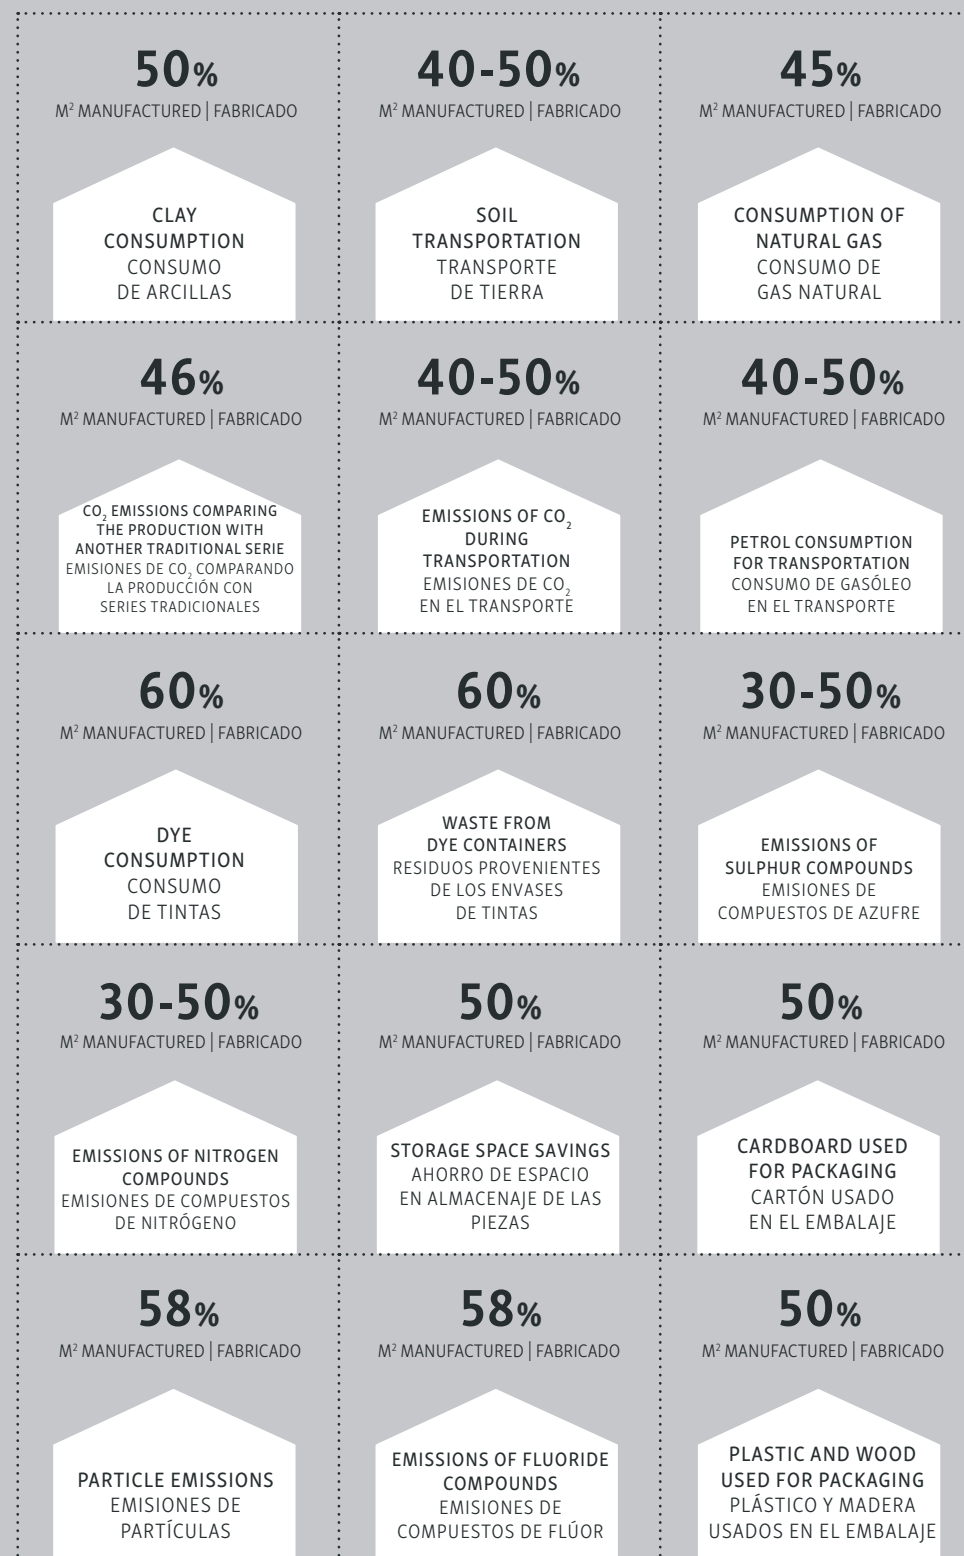 50%
M² MANUFACTURED | FABRICADO
CLAY
CONSUMPTION
CONSUMO
DE ARCILLAS
40-50%
M² MANUFACTURED | FABRICADO
SOIL
TRANSPORTATION
TRANSPORTE
DE TIERRA
45%
M² MANUFACTURED | FABRICADO
CONSUMPTION OF
NATURAL GAS
CONSUMO DE
GAS NATURAL
46%
M² MANUFACTURED | FABRICADO
CO₂ EMISSIONS COMPARING
THE PRODUCTION WITH
ANOTHER TRADITIONAL SERIE
EMISIONES DE CO₂ COMPARANDO
LA PRODUCCIÓN CON
SERIES TRADICIONALES
40-50%
M² MANUFACTURED | FABRICADO
EMISSIONS OF CO₂
DURING
TRANSPORTATION
EMISIONES DE CO₂
EN EL TRANSPORTE
40-50%
M² MANUFACTURED | FABRICADO
PETROL CONSUMPTION
FOR TRANSPORTATION
CONSUMO DE GASÓLEO
EN EL TRANSPORTE
60%
M² MANUFACTURED | FABRICADO
DYE
CONSUMPTION
CONSUMO
DE TINTAS
60%
M² MANUFACTURED | FABRICADO
WASTE FROM
DYE CONTAINERS
RESIDUOS PROVENIENTES
DE LOS ENVASES
DE TINTAS
30-50%
M² MANUFACTURED | FABRICADO
EMISSIONS OF
SULPHUR COMPOUNDS
EMISIONES DE
COMPUESTOS DE AZUFRE
30-50%
M² MANUFACTURED | FABRICADO
EMISSIONS OF NITROGEN
COMPOUNDS
EMISIONES DE COMPUESTOS
DE NITRÓGENO
50%
M² MANUFACTURED | FABRICADO
STORAGE SPACE SAVINGS
AHORRO DE ESPACIO
EN ALMACENAJE DE LAS
PIEZAS
50%
M² MANUFACTURED | FABRICADO
CARDBOARD USED
FOR PACKAGING
CARTÓN USADO
EN EL EMBALAJE
58%
M² MANUFACTURED | FABRICADO
PARTICLE EMISSIONS
EMISIONES DE
PARTÍCULAS
58%
M² MANUFACTURED | FABRICADO
EMISSIONS OF FLUORIDE
COMPOUNDS
EMISIONES DE
COMPUESTOS DE FLÚOR
50%
M² MANUFACTURED | FABRICADO
PLASTIC AND WOOD
USED FOR PACKAGING
PLÁSTICO Y MADERA
USADOS EN EL EMBALAJE